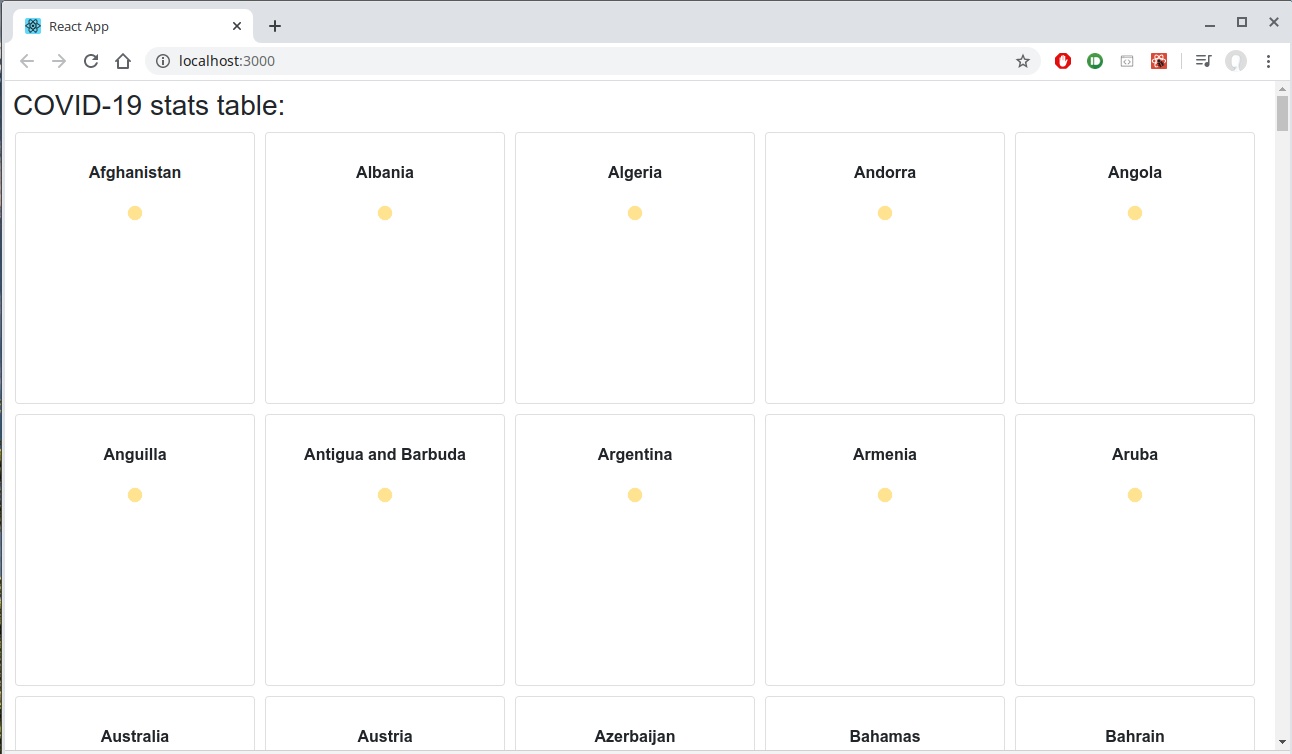 React App
localhost:3000
COVID-19 stats table:
Afghanistan
Albania
Algeria
Andorra
Angola
Anguilla
Antigua and Barbuda
Argentina
Armenia
Aruba
Australia
Austria
Azerbaijan
Bahamas
Bahrain